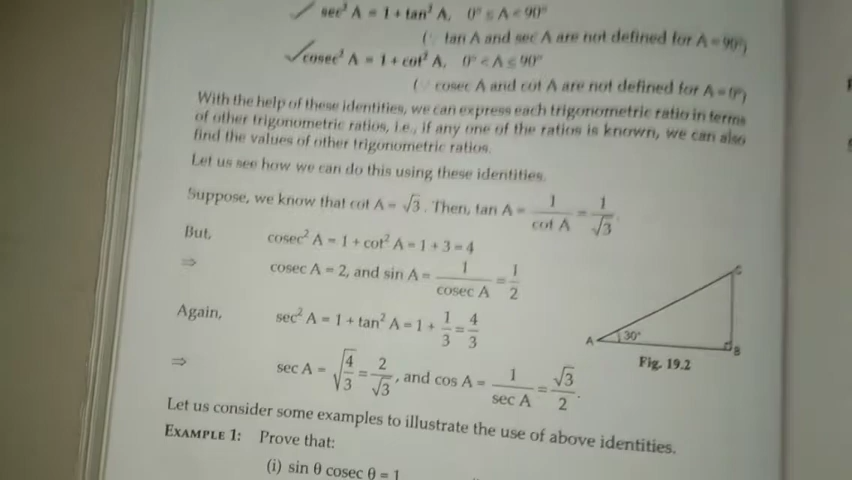 sec² A = 1 + tan² A, 0° ≤ A < 90°
(∵ tan A and sec A are not defined for A = 90°)
cosec² A = 1 + cot² A, 0° < A ≤ 90°
(∵ cosec A and cot A are not defined for A = 0°)
With the help of these identities, we can express each trigonometric ratio in terms
of other trigonometric ratios, i.e., if any one of the ratios is known, we can also
find the values of other trigonometric ratios.
Let us see how we can do this using these identities.
Suppose, we know that cot A = √3. Then, tan A = 1/cot A = 1/√3.
But, cosec² A = 1 + cot² A = 1 + 3 = 4
⇒ cosec A = 2, and sin A = 1/cosec A = 1/2
Again, sec² A = 1 + tan² A = 1 + 1/3 = 4/3
⇒ sec A = √(4/3) = 2/√3, and cos A = 1/sec A = √3/2.
C
A 30° B
Fig. 19.2
Let us consider some examples to illustrate the use of above identities.
EXAMPLE 1: Prove that:
(i) sin θ cosec θ = 1